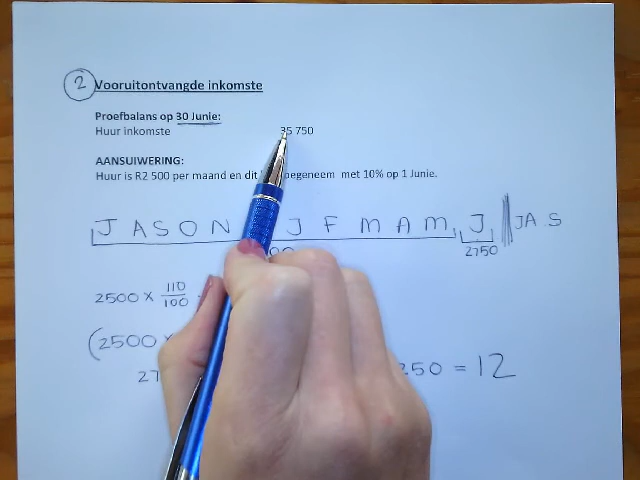 2 Vooruitontvangde inkomste
Proefbalans op 30 Junie:
Huur inkomste 35 750
AANSUIWERING:
Huur is R2 500 per maand en dit met 10% op 1 Junie.
J A S O N J F M A M J J A S
2750
2500 × 110/100
(2500
27
250 = 12